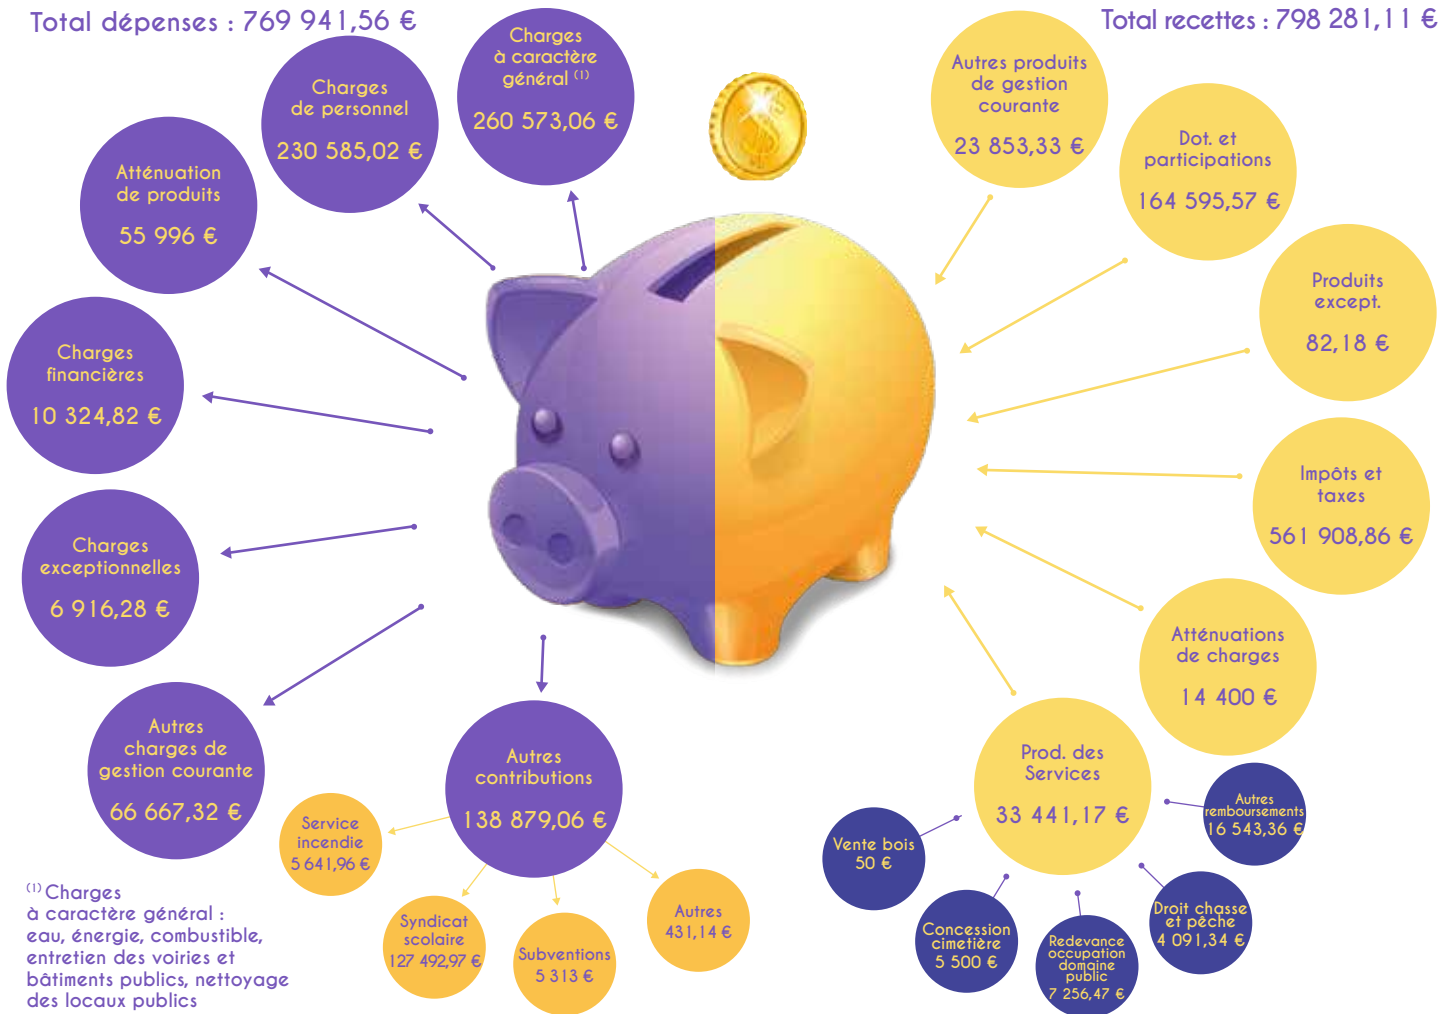 Total dépenses : 769 941,56 €
Total recettes : 798 281,11 €
Charges
à caractère
général (1)
260 573,06 €
Charges
de personnel
230 585,02 €
Atténuation
de produits
55 996 €
Charges
financières
10 324,82 €
Charges
exceptionnelles
6 916,28 €
Autres
charges de
gestion courante
66 667,32 €
Autres
contributions
138 879,06 €
Service
incendie
5 641,96 €
Syndicat
scolaire
127 492,97 €
Subventions
5 313 €
Autres
431,14 €
(1) Charges
à caractère général :
eau, énergie, combustible,
entretien des voiries et
bâtiments publics, nettoyage
des locaux publics
Autres produits
de gestion
courante
23 853,33 €
Dot. et
participations
164 595,57 €
Produits
except.
82,18 €
Impôts et
taxes
561 908,86 €
Atténuations
de charges
14 400 €
Prod. des
Services
33 441,17 €
Vente bois
50 €
Concession
cimetière
5 500 €
Redevance
occupation
domaine
public
7 256,47 €
Droit chasse
et pêche
4 091,34 €
Autres
remboursements
16 543,36 €